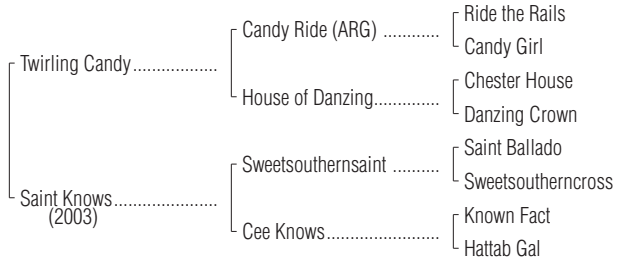 Ride the Rails
Candy Ride (ARG) ............
Candy Girl
Twirling Candy..................
Chester House
House of Danzing..............
Danzing Crown
Saint Ballado
Sweetsouthernsaint ..........
Sweetsoutherncross
Saint Knows......................
(2003)
Known Fact
Cee Knows........................
Hattab Gal